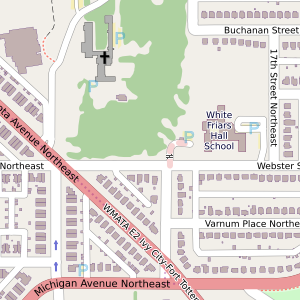 Buchanan Street
P
17th Street Northeast
P
White
Friars
Hall
School
P
P
ota Avenue Northeast
Northeast
Webster S
WMATA E2 Ivy City-Fort Totten
Varnum Place Northe
P
Michigan Avenue Northeast